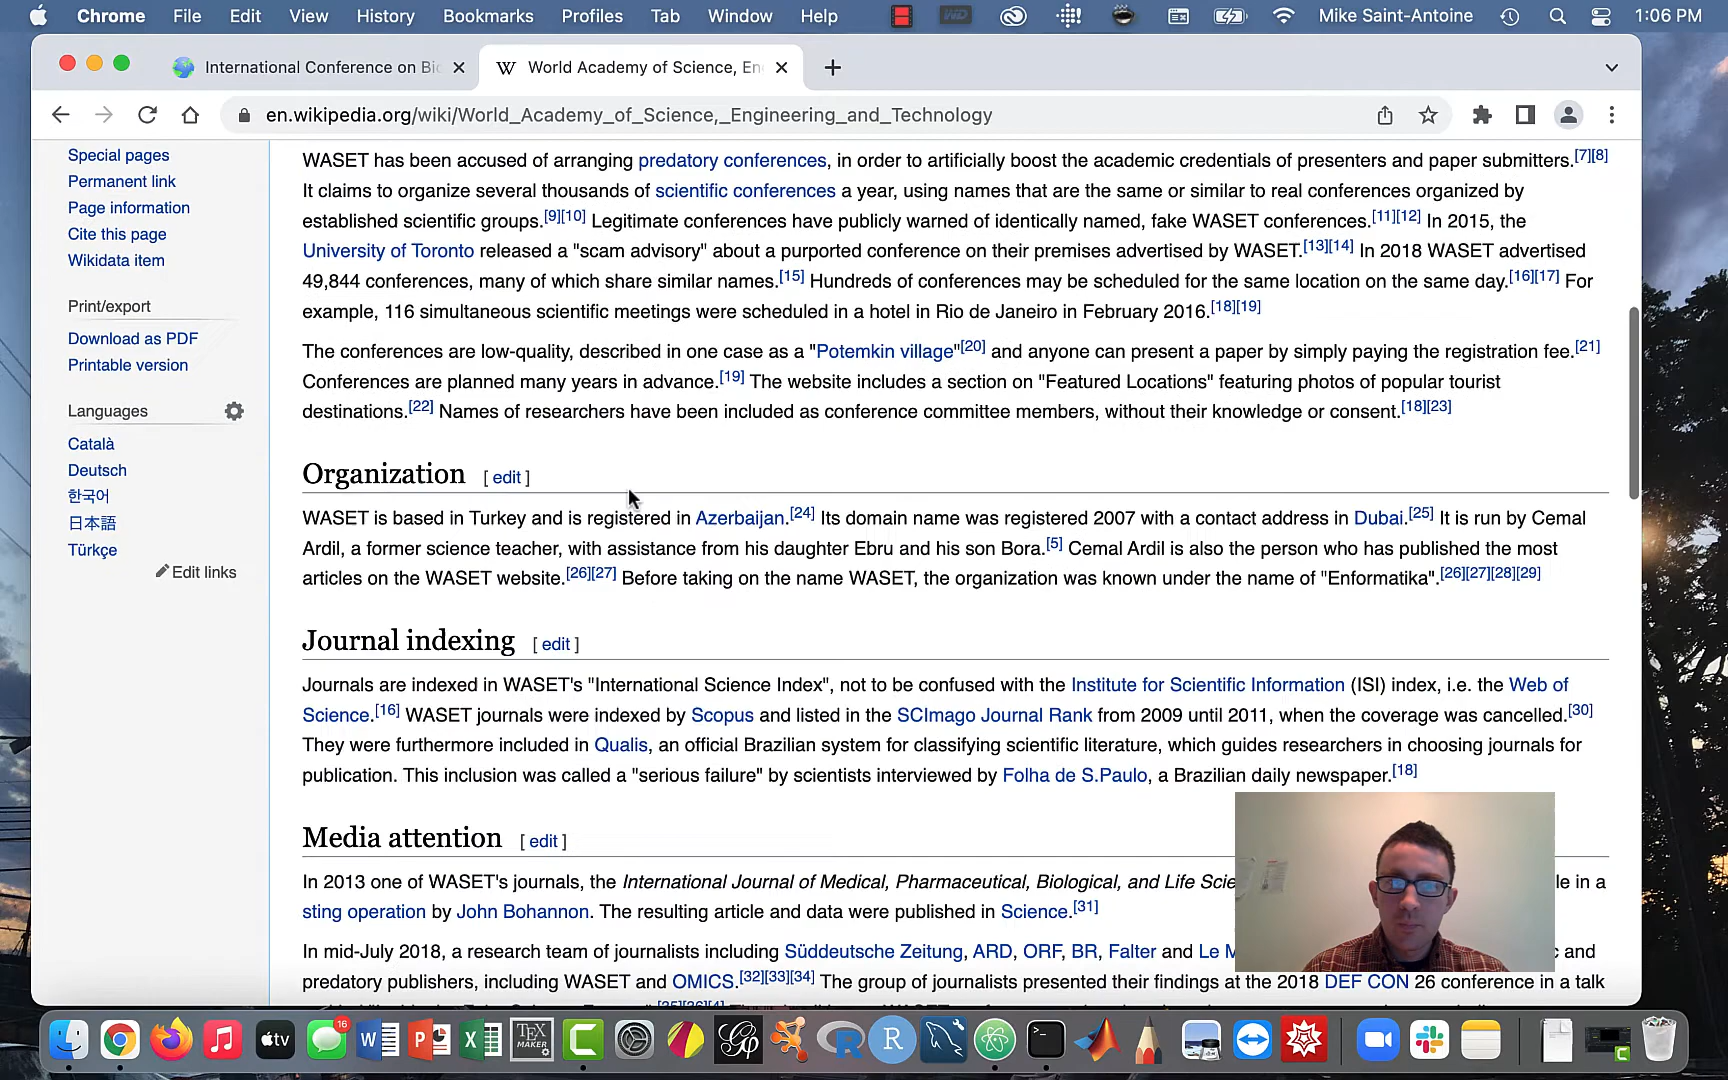 Chrome File Edit View History Bookmarks Profiles Tab Window Help Mike Saint-Antoine 1:06 PM
International Conference on Bi
World Academy of Science, En
en.wikipedia.org/wiki/World_Academy_of_Science,_Engineering_and_Technology
Special pages
Permanent link
Page information
Cite this page
Wikidata item
Print/export
Download as PDF
Printable version
Languages
Català
Deutsch
한국어
日本語
Türkçe
Edit links
WASET has been accused of arranging predatory conferences, in order to artificially boost the academic credentials of presenters and paper submitters.[7][8]
It claims to organize several thousands of scientific conferences a year, using names that are the same or similar to real conferences organized by
established scientific groups.[9][10] Legitimate conferences have publicly warned of identically named, fake WASET conferences.[11][12] In 2015, the
University of Toronto released a "scam advisory" about a purported conference on their premises advertised by WASET.[13][14] In 2018 WASET advertised
49,844 conferences, many of which share similar names.[15] Hundreds of conferences may be scheduled for the same location on the same day.[16][17] For
example, 116 simultaneous scientific meetings were scheduled in a hotel in Rio de Janeiro in February 2016.[18][19]
The conferences are low-quality, described in one case as a "Potemkin village"[20] and anyone can present a paper by simply paying the registration fee.[21]
Conferences are planned many years in advance.[19] The website includes a section on "Featured Locations" featuring photos of popular tourist
destinations.[22] Names of researchers have been included as conference committee members, without their knowledge or consent.[18][23]
Organization [ edit ]
WASET is based in Turkey and is registered in Azerbaijan.[24] Its domain name was registered 2007 with a contact address in Dubai.[25] It is run by Cemal
Ardil, a former science teacher, with assistance from his daughter Ebru and his son Bora.[5] Cemal Ardil is also the person who has published the most
articles on the WASET website.[26][27] Before taking on the name WASET, the organization was known under the name of "Enformatika".[26][27][28][29]
Journal indexing [ edit ]
Journals are indexed in WASET's "International Science Index", not to be confused with the Institute for Scientific Information (ISI) index, i.e. the Web of
Science.[16] WASET journals were indexed by Scopus and listed in the SCImago Journal Rank from 2009 until 2011, when the coverage was cancelled.[30]
They were furthermore included in Qualis, an official Brazilian system for classifying scientific literature, which guides researchers in choosing journals for
publication. This inclusion was called a "serious failure" by scientists interviewed by Folha de S.Paulo, a Brazilian daily newspaper.[18]
Media attention [ edit ]
In 2013 one of WASET's journals, the International Journal of Medical, Pharmaceutical, Biological, and Life Scie le in a
sting operation by John Bohannon. The resulting article and data were published in Science.[31]
In mid-July 2018, a research team of journalists including Süddeutsche Zeitung, ARD, ORF, BR, Falter and Le M c and
predatory publishers, including WASET and OMICS.[32][33][34] The group of journalists presented their findings at the 2018 DEF CON 26 conference in a talk
16
tv
TEX
MAKER